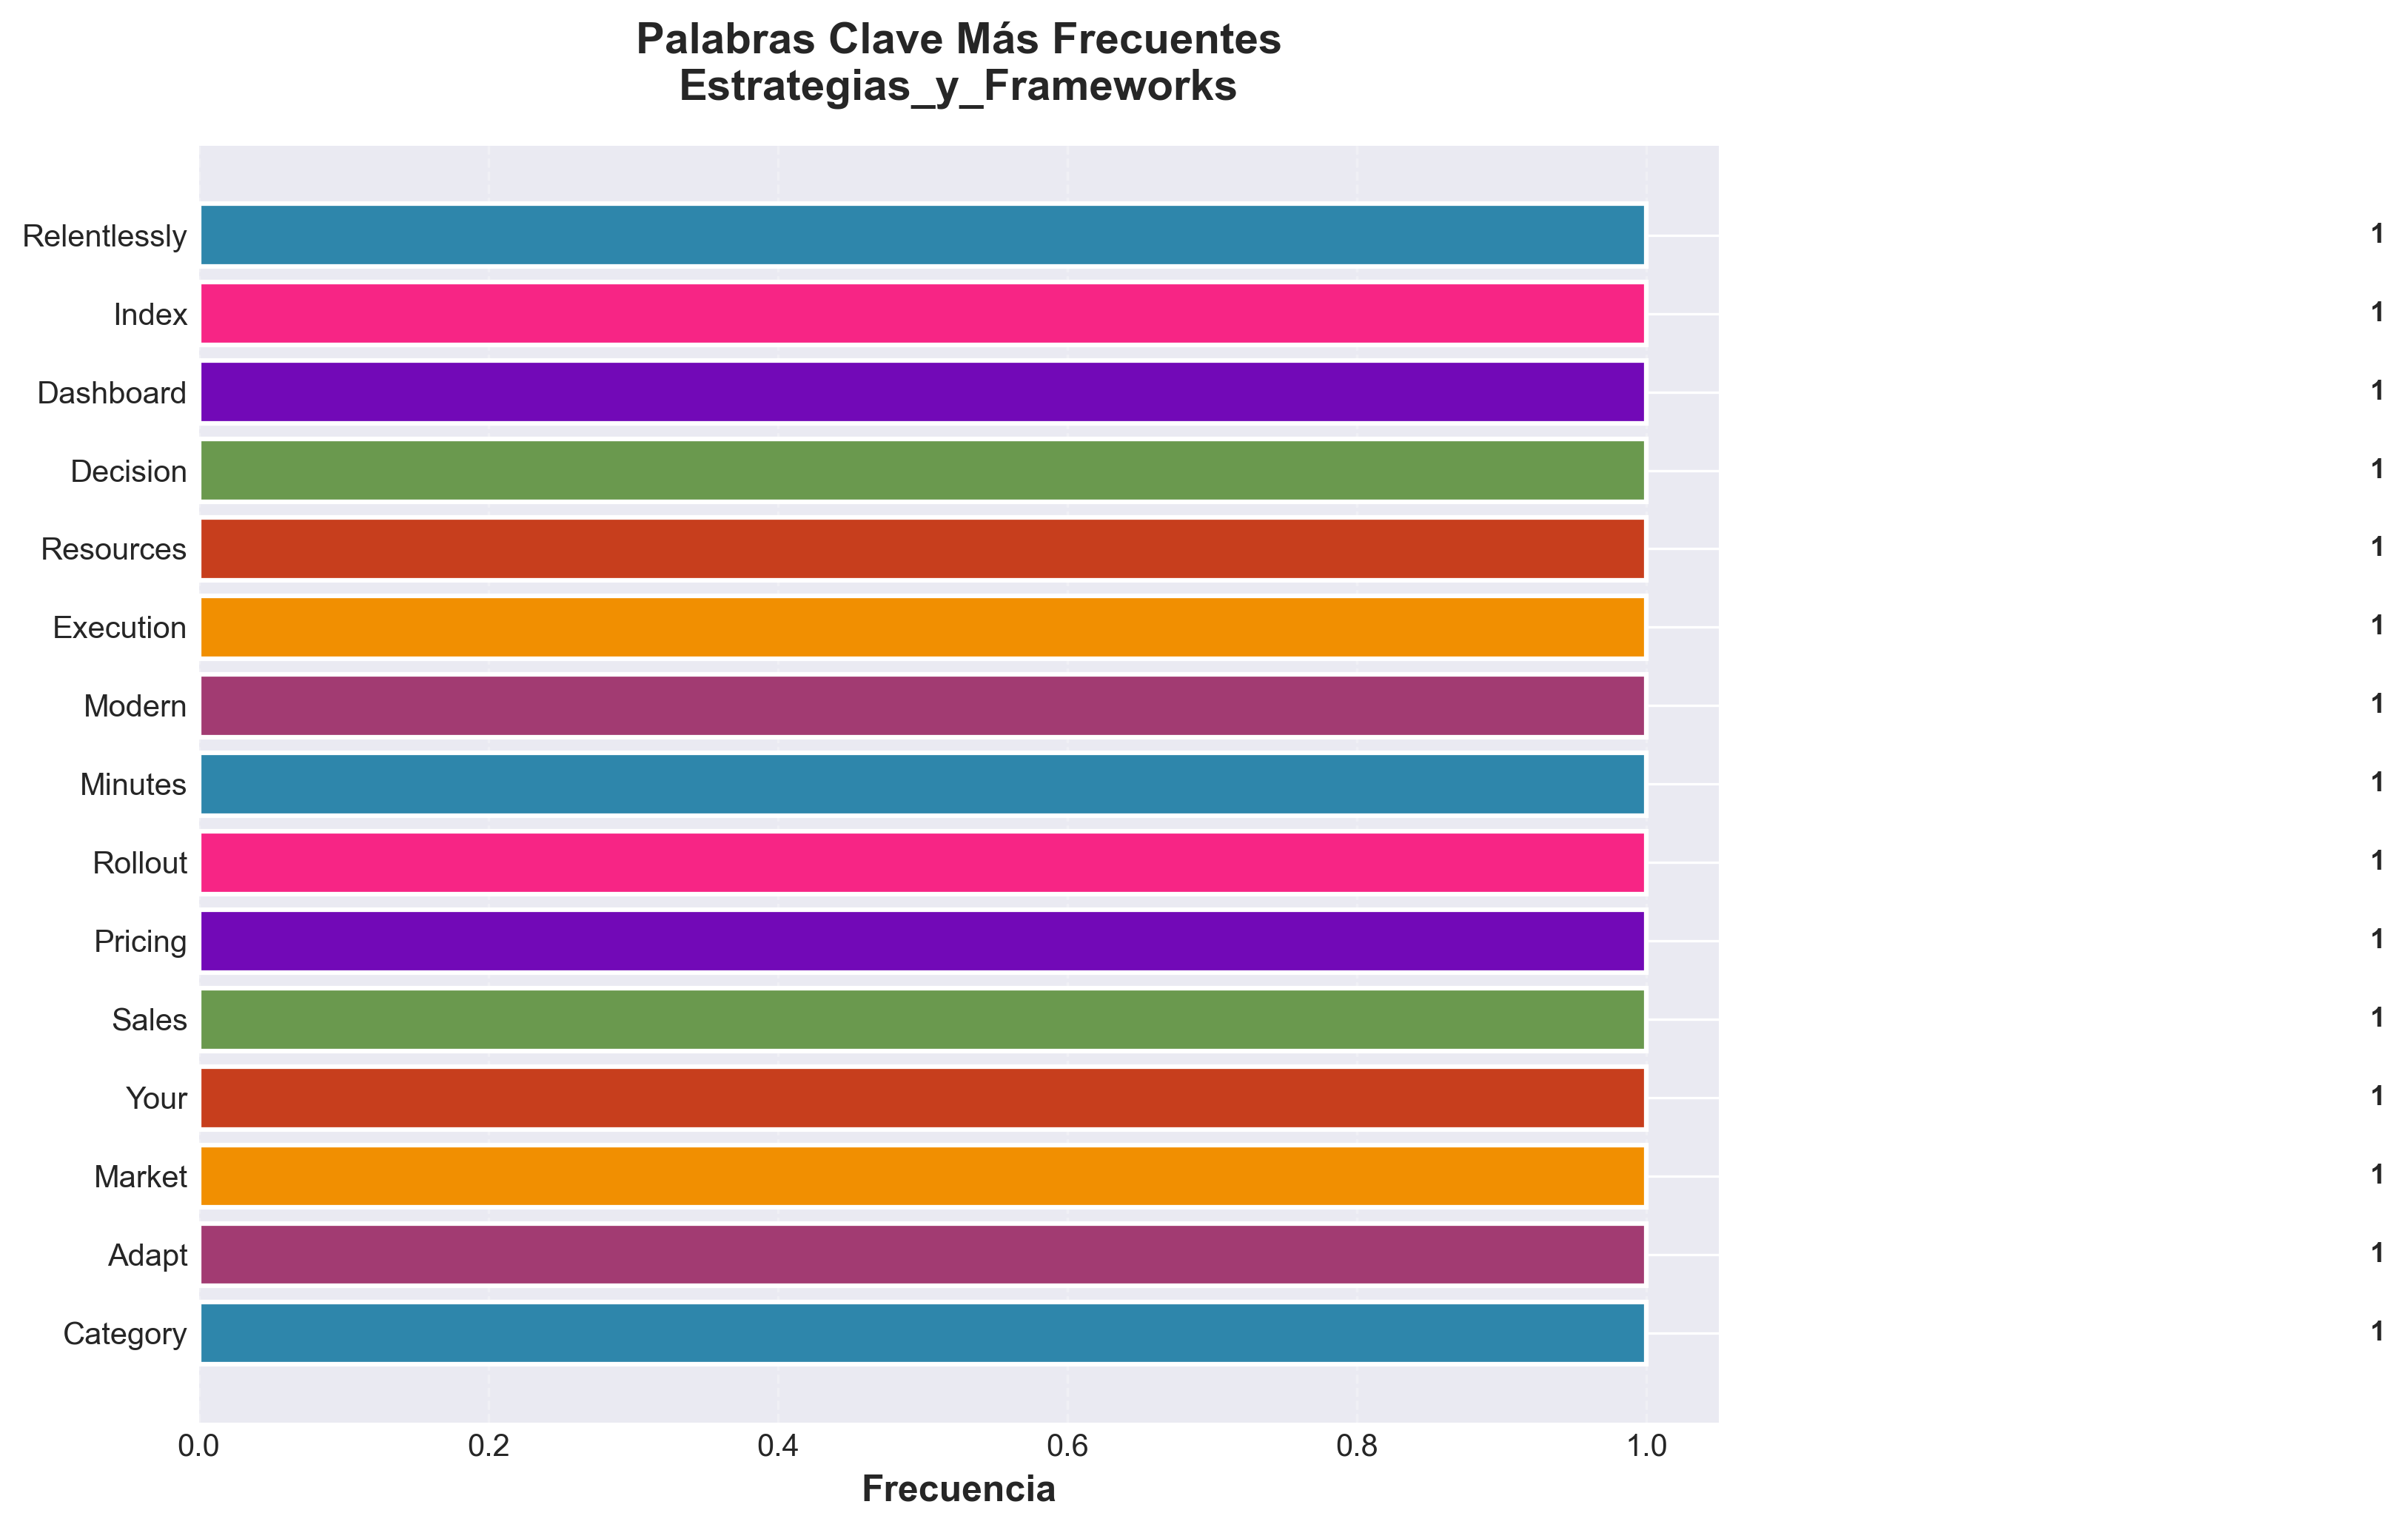 Palabras Clave Más Frecuentes
Estrategias_y_Frameworks
Relentlessly 1
Index 1
Dashboard 1
Decision 1
Resources 1
Execution 1
Modern 1
Minutes 1
Rollout 1
Pricing 1
Sales 1
Your 1
Market 1
Adapt 1
Category 1
0.0 0.2 0.4 0.6 0.8 1.0
Frecuencia